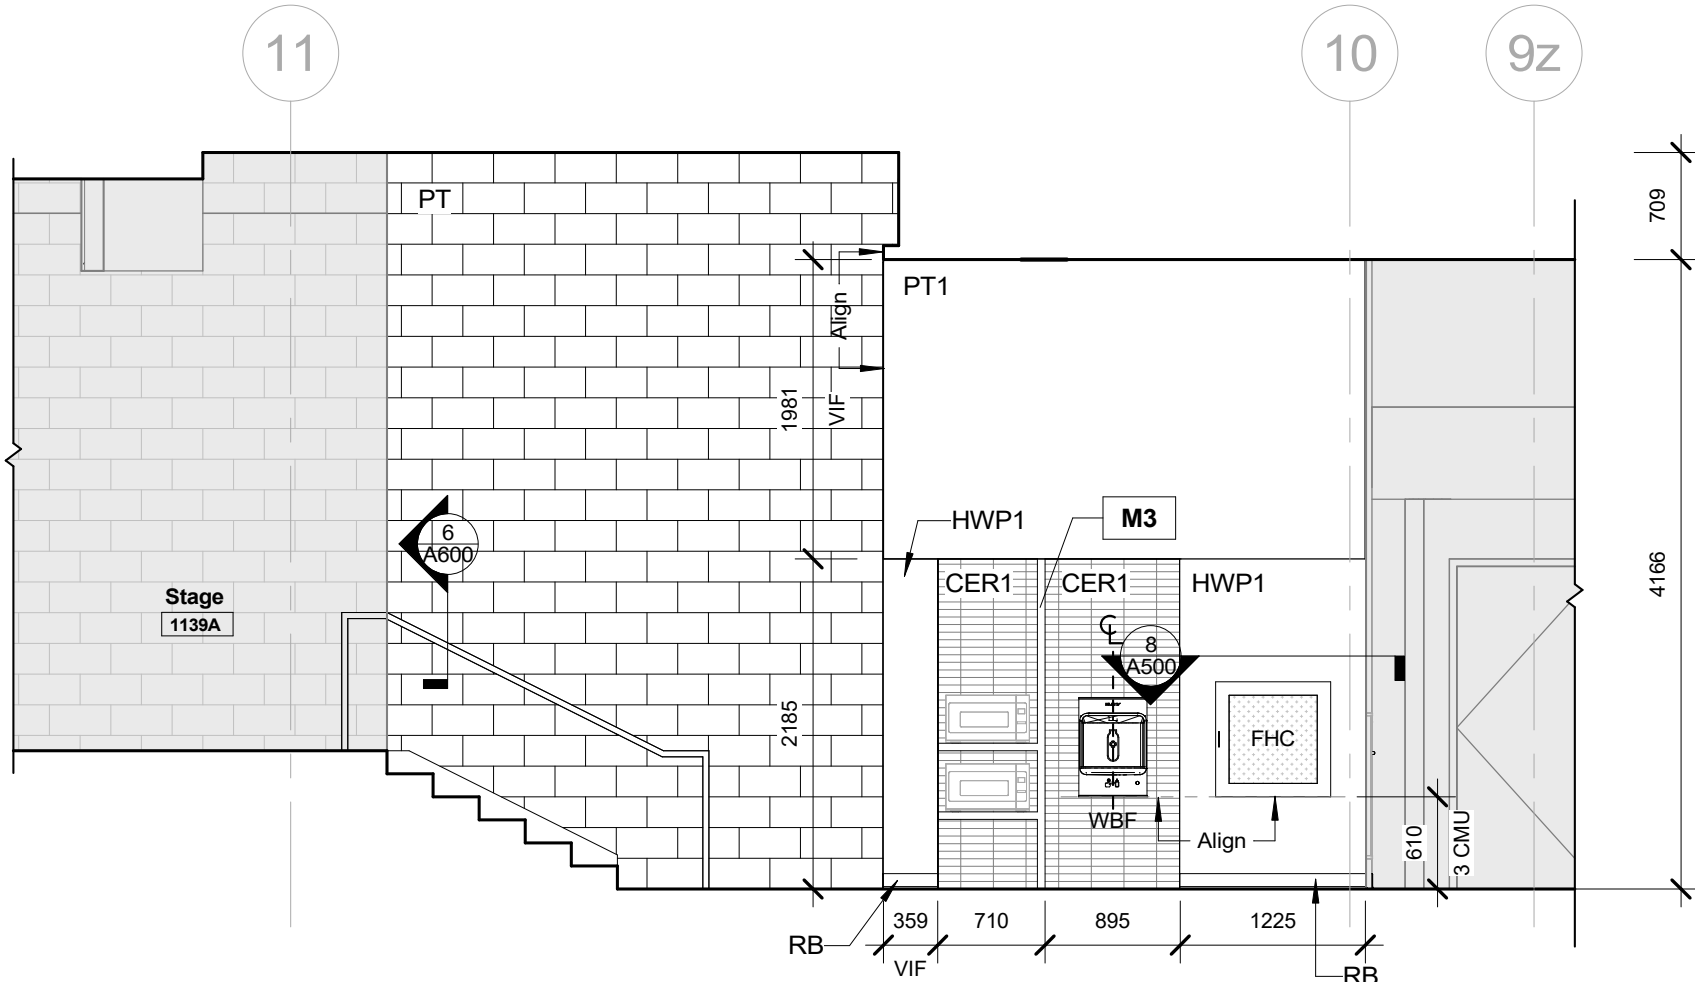 11
10
9z
PT
709
PT1
Align
1981
VIF
HWP1
M3
6
A600
CER1
CER1
HWP1
4166
Stage
1139A
CL
8
A500
2185
FHC
WBF
Align
610
3 CMU
359
710
895
1225
RB
VIF
RB